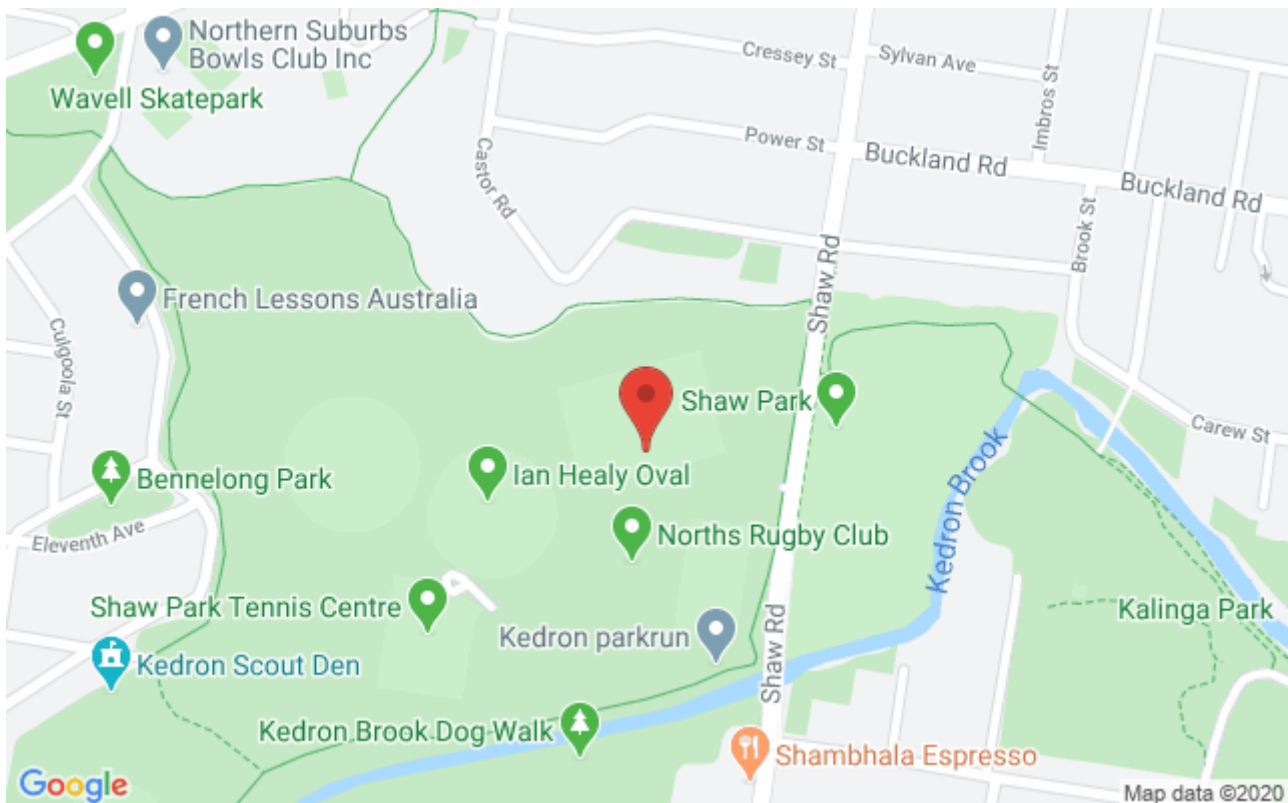 Northern Suburbs
Bowls Club Inc
Wavell Skatepark
Cressey St
Sylvan Ave
Imbros St
Power St
Buckland Rd
Buckland Rd
Castor Rd
Brook St
Shaw Rd
French Lessons Australia
Culgoola St
Shaw Park
Carew St
Ian Healy Oval
Bennelong Park
Kedron Brook
Eleventh Ave
Norths Rugby Club
Shaw Park Tennis Centre
Kalinga Park
Kedron parkrun
Kedron Scout Den
Shaw Rd
Kedron Brook Dog Walk
Shambhala Espresso
Google
Map data ©2020